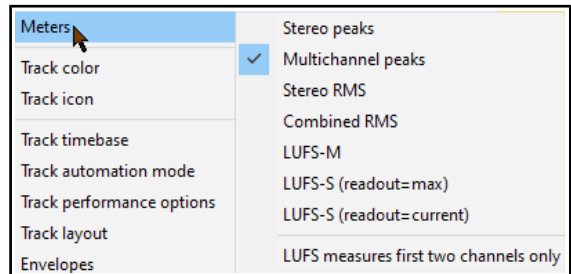 Meters
Track color
Track icon
Track timebase
Track automation mode
Track performance options
Track layout
Envelopes
Stereo peaks
Multichannel peaks
Stereo RMS
Combined RMS
LUFS-M
LUFS-S (readout=max)
LUFS-S (readout=current)
LUFS measures first two channels only